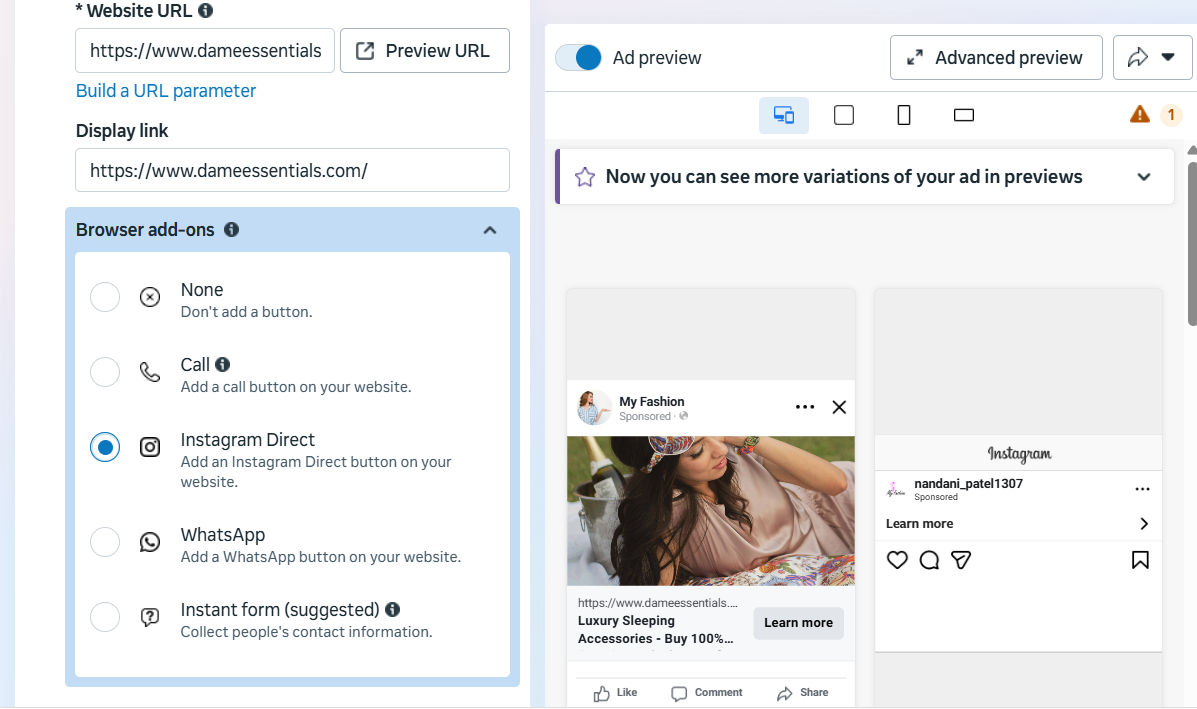 * Website URL
https://www.dameessentials
Preview URL
Build a URL parameter
Display link
https://www.dameessentials.com/
Browser add-ons
None
Don't add a button.
Call
Add a call button on your website.
Instagram Direct
Add an Instagram Direct button on your
website.
WhatsApp
Add a WhatsApp button on your website.
Instant form (suggested)
Collect people's contact information.
Ad preview
Advanced preview
1
Now you can see more variations of your ad in previews
My Fashion
Sponsored ·
https://www.dameessentials....
Luxury Sleeping
Accessories - Buy 100%...
Learn more
Like
Comment
Share
Instagram
nandani_patel1307
Sponsored
Learn more